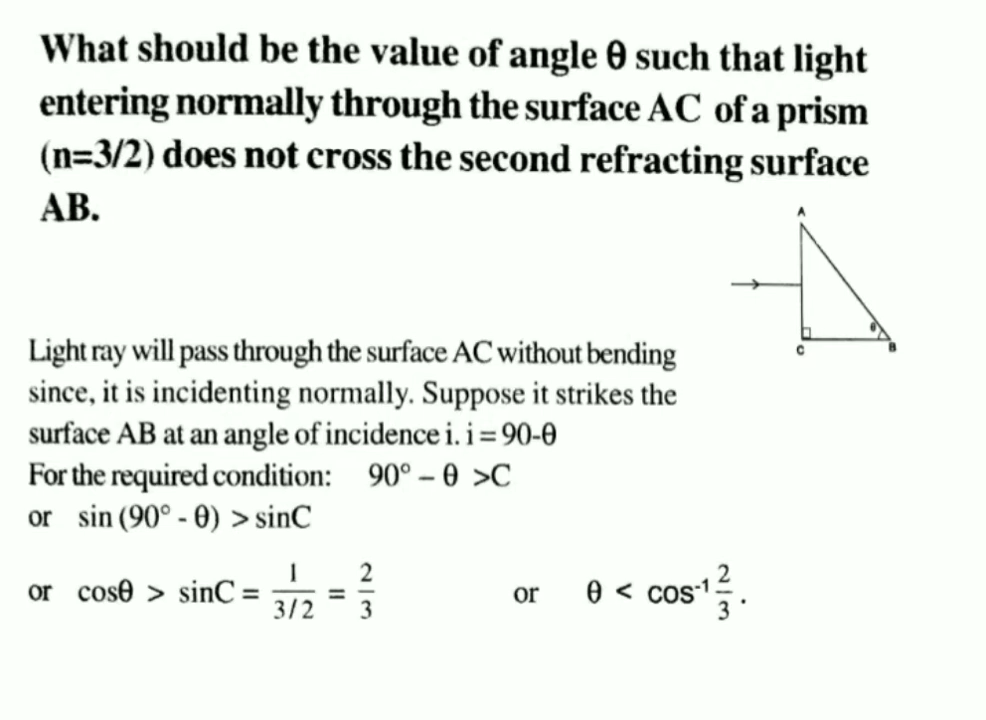 What should be the value of angle θ such that light
entering normally through the surface AC of a prism
(n=3/2) does not cross the second refracting surface
AB.
A
θ
C
B
Light ray will pass through the surface AC without bending
since, it is incidenting normally. Suppose it strikes the
surface AB at an angle of incidence i. i = 90-θ
For the required condition: 90° – θ >C
or sin (90° - θ) > sinC
or cosθ > sinC = 1/(3/2) = 2/3 or θ < cos⁻¹ 2/3 .